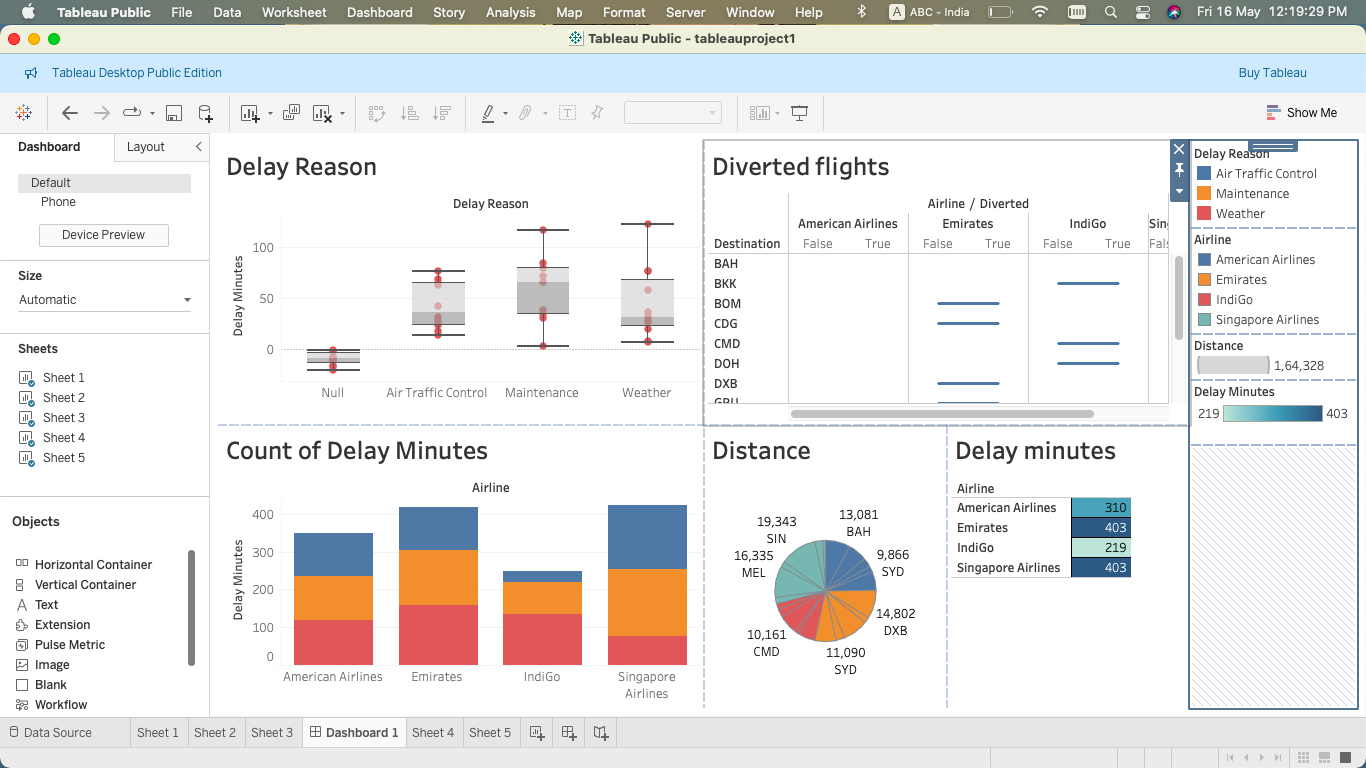 Tableau Public File Data Worksheet Dashboard Story Analysis Map Format Server Window Help A ABC - India Fri 16 May 12:19:29 PM
Tableau Public - tableauproject1
Tableau Desktop Public Edition Buy Tableau
Show Me
Dashboard Layout
Default
Phone
Device Preview
Size
Automatic
Sheets
Sheet 1
Sheet 2
Sheet 3
Sheet 4
Sheet 5
Objects
Horizontal Container
Vertical Container
Text
Extension
Pulse Metric
Image
Blank
Workflow
Delay Reason
Delay Reason
Delay Minutes
100
50
0
Null Air Traffic Control Maintenance Weather
Diverted flights
Airline / Diverted
American Airlines Emirates IndiGo
Destination False True False True False True
BAH
BKK
BOM
CDG
CMD
DOH
DXB
Delay Reason
Air Traffic Control
Maintenance
Weather
Airline
American Airlines
Emirates
IndiGo
Singapore Airlines
Distance
1,64,328
Delay Minutes
219 403
Count of Delay Minutes
Airline
Delay Minutes
400
300
200
100
0
American Airlines Emirates IndiGo Singapore
Airlines
Distance
13,081
BAH
9,866
SYD
14,802
DXB
11,090
SYD
10,161
CMD
16,335
MEL
19,343
SIN
Delay minutes
Airline
American Airlines 310
Emirates 403
IndiGo 219
Singapore Airlines 403
Data Source Sheet 1 Sheet 2 Sheet 3 Dashboard 1 Sheet 4 Sheet 5